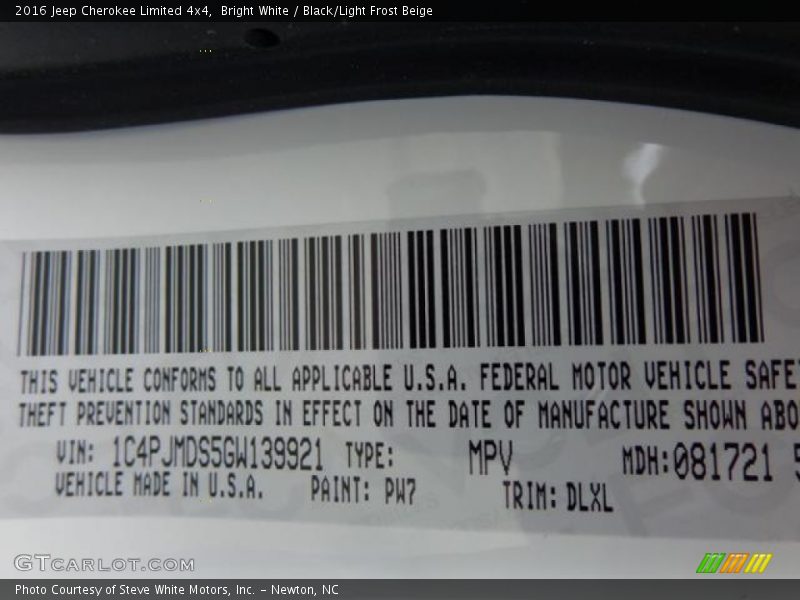 2016 Jeep Cherokee Limited 4x4, Bright White / Black/Light Frost Beige
THIS VEHICLE CONFORMS TO ALL APPLICABLE U.S.A. FEDERAL MOTOR VEHICLE SAFE
THEFT PREVENTION STANDARDS IN EFFECT ON THE DATE OF MANUFACTURE SHOWN ABO
VIN: 1C4PJMDS5GW139921 TYPE: MPV MDH:081721 5
VEHICLE MADE IN U.S.A. PAINT: PW7 TRIM: DLXL
GTCARLOT.COM
Photo Courtesy of Steve White Motors, Inc. – Newton, NC